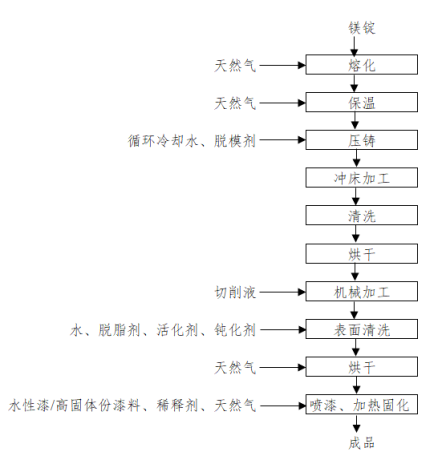 镁锭
天然气 熔化
天然气 保温
循环冷却水、脱模剂 压铸
冲床加工
清洗
烘干
切削液 机械加工
水、脱脂剂、活化剂、钝化剂 表面清洗
天然气 烘干
水性漆/高固体份漆料、稀释剂、天然气 喷漆、加热固化
成品